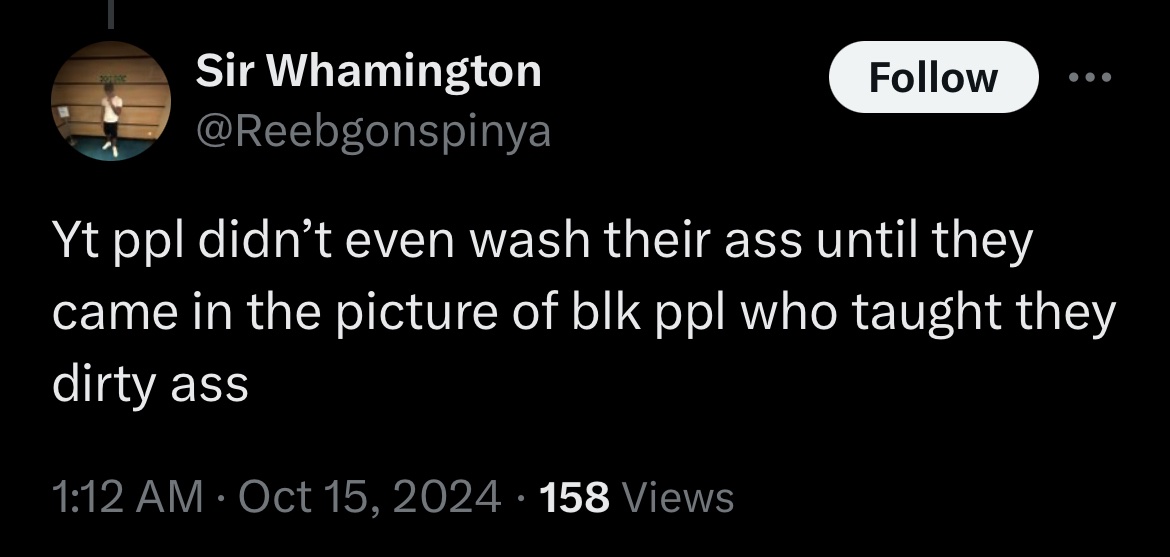 Sir Whamington
@Reebgonspinya
Follow
Yt ppl didn’t even wash their ass until they
came in the picture of blk ppl who taught they
dirty ass
1:12 AM · Oct 15, 2024 · 158 Views